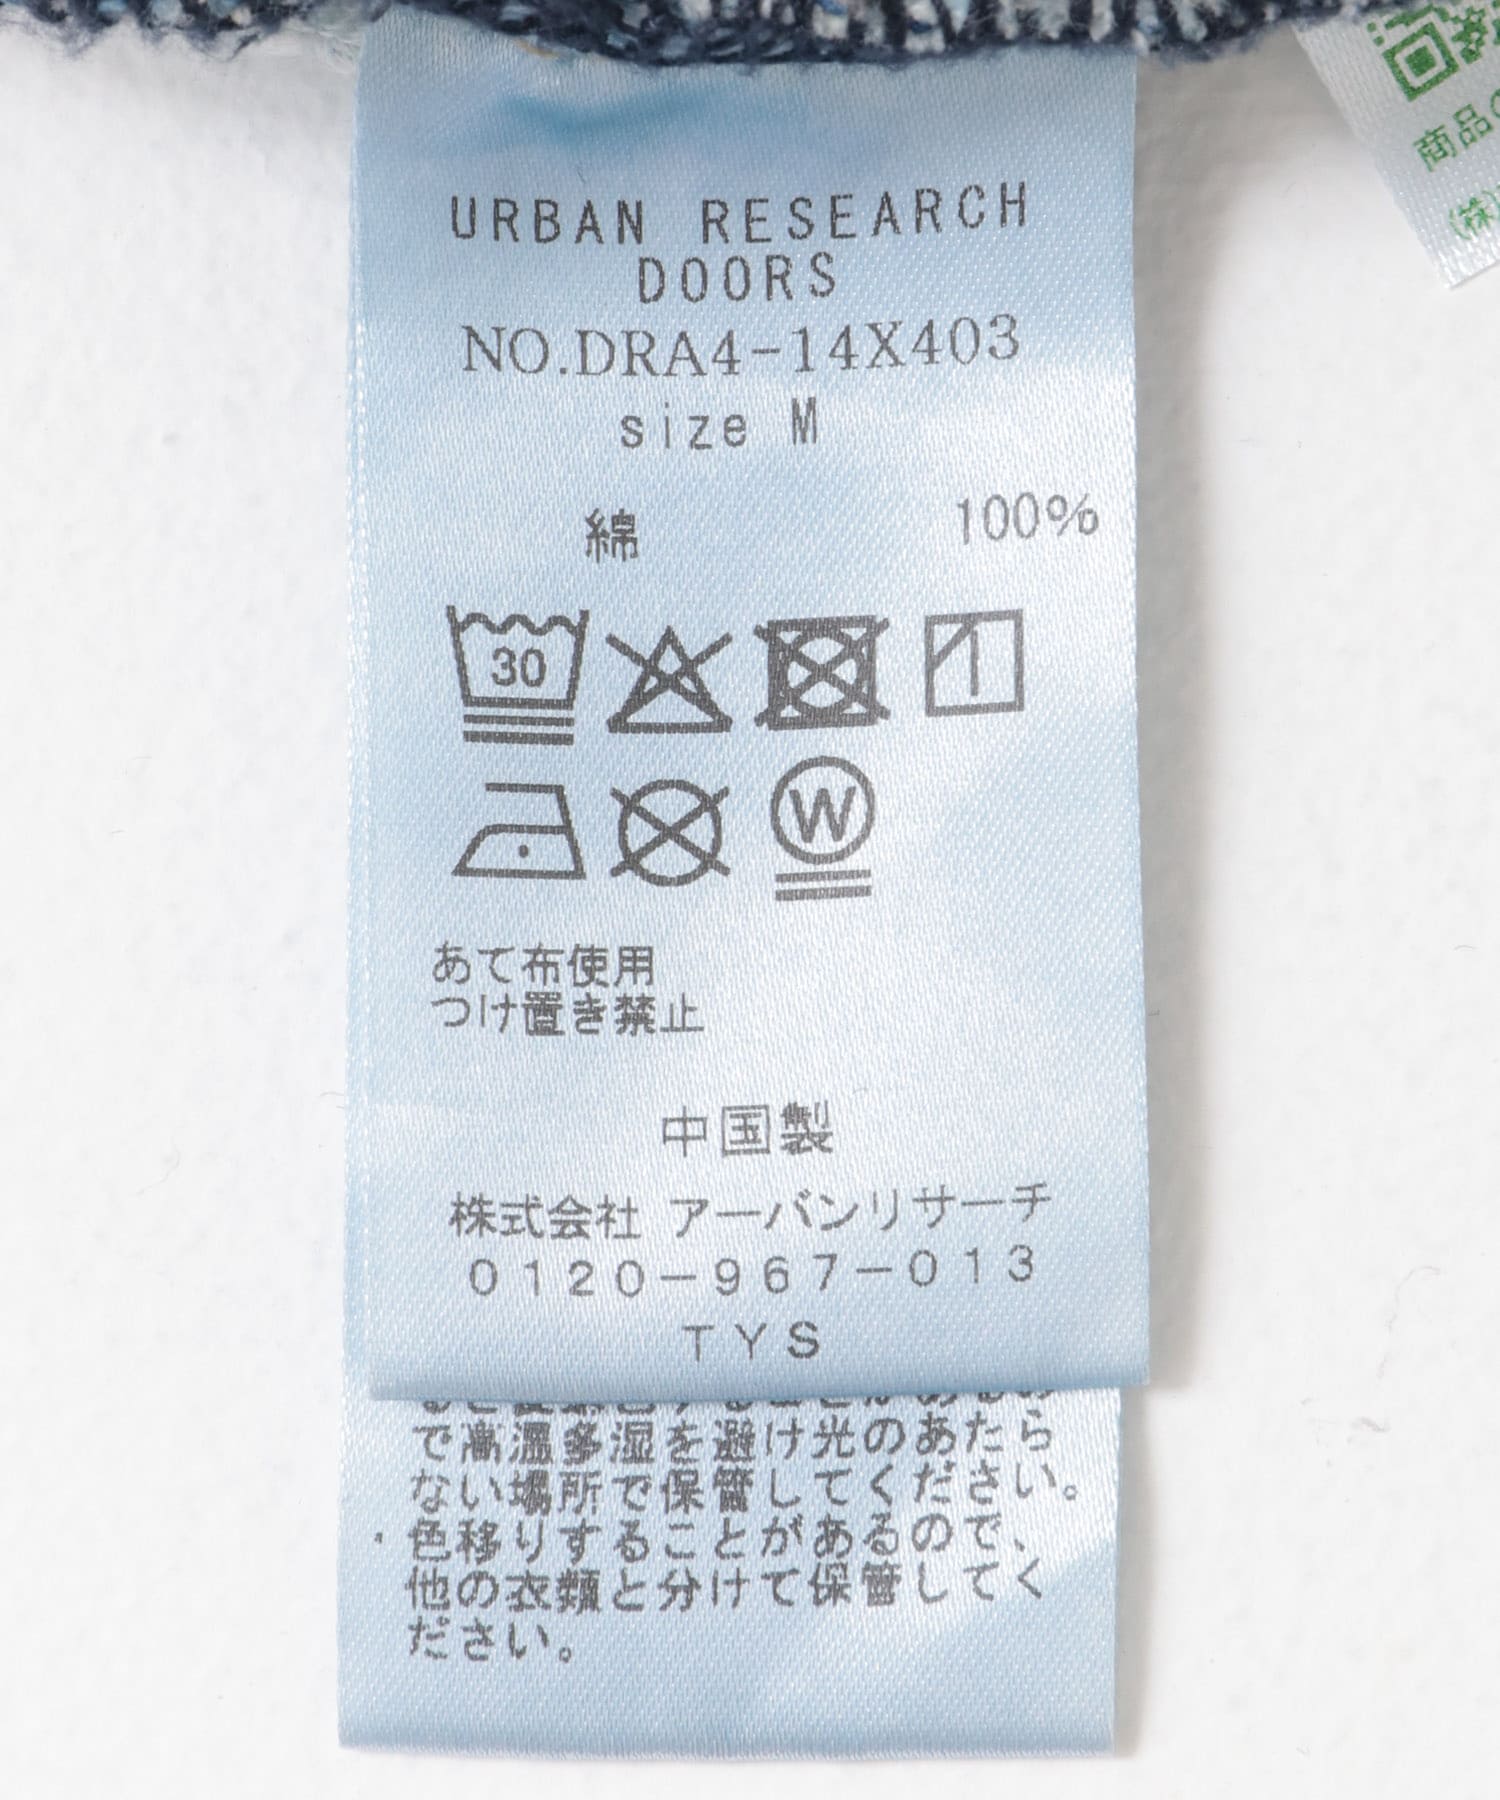 URBAN RESEARCH
DOORS
NO.DRA4-14X403
size M
綿 100%
30
W
あて布使用
つけ置き禁止
中国製
株式会社 アーバンリサーチ
0120-967-013
TYS
で高温多湿を避け光のあたら
ない場所で保管してください。
・色移りすることがあるので、
他の衣類と分けて保管してく
ださい。
商品
(株)